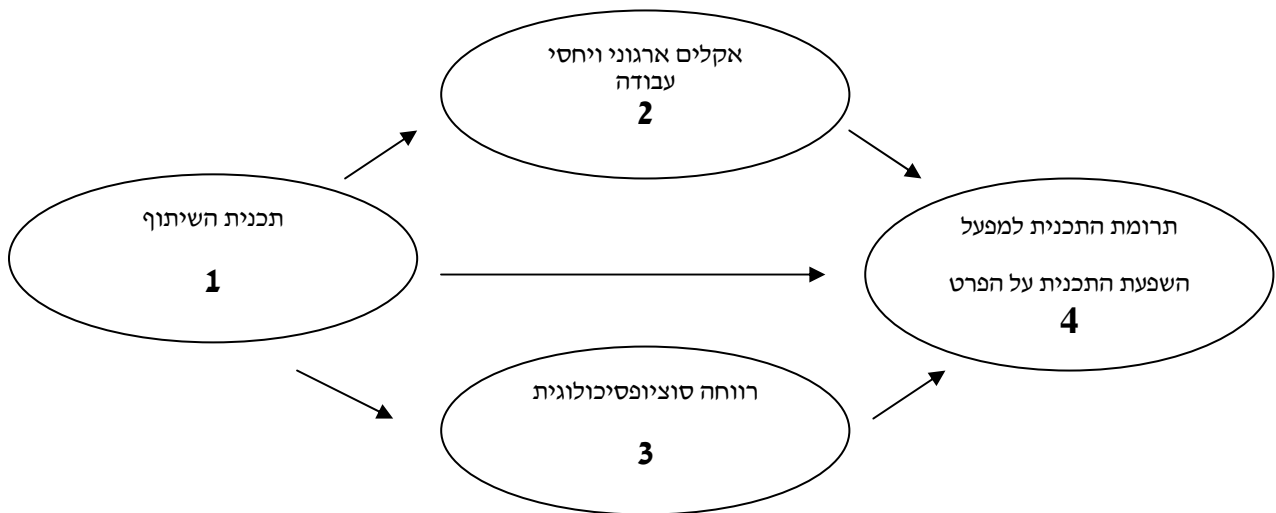 אקלים ארגוני ויחסי
עבודה
2
תכנית השיתוף
1
תרומת התכנית למפעל
השפעת התכנית על הפרט
4
רווחה סוציופסיכולוגית
3